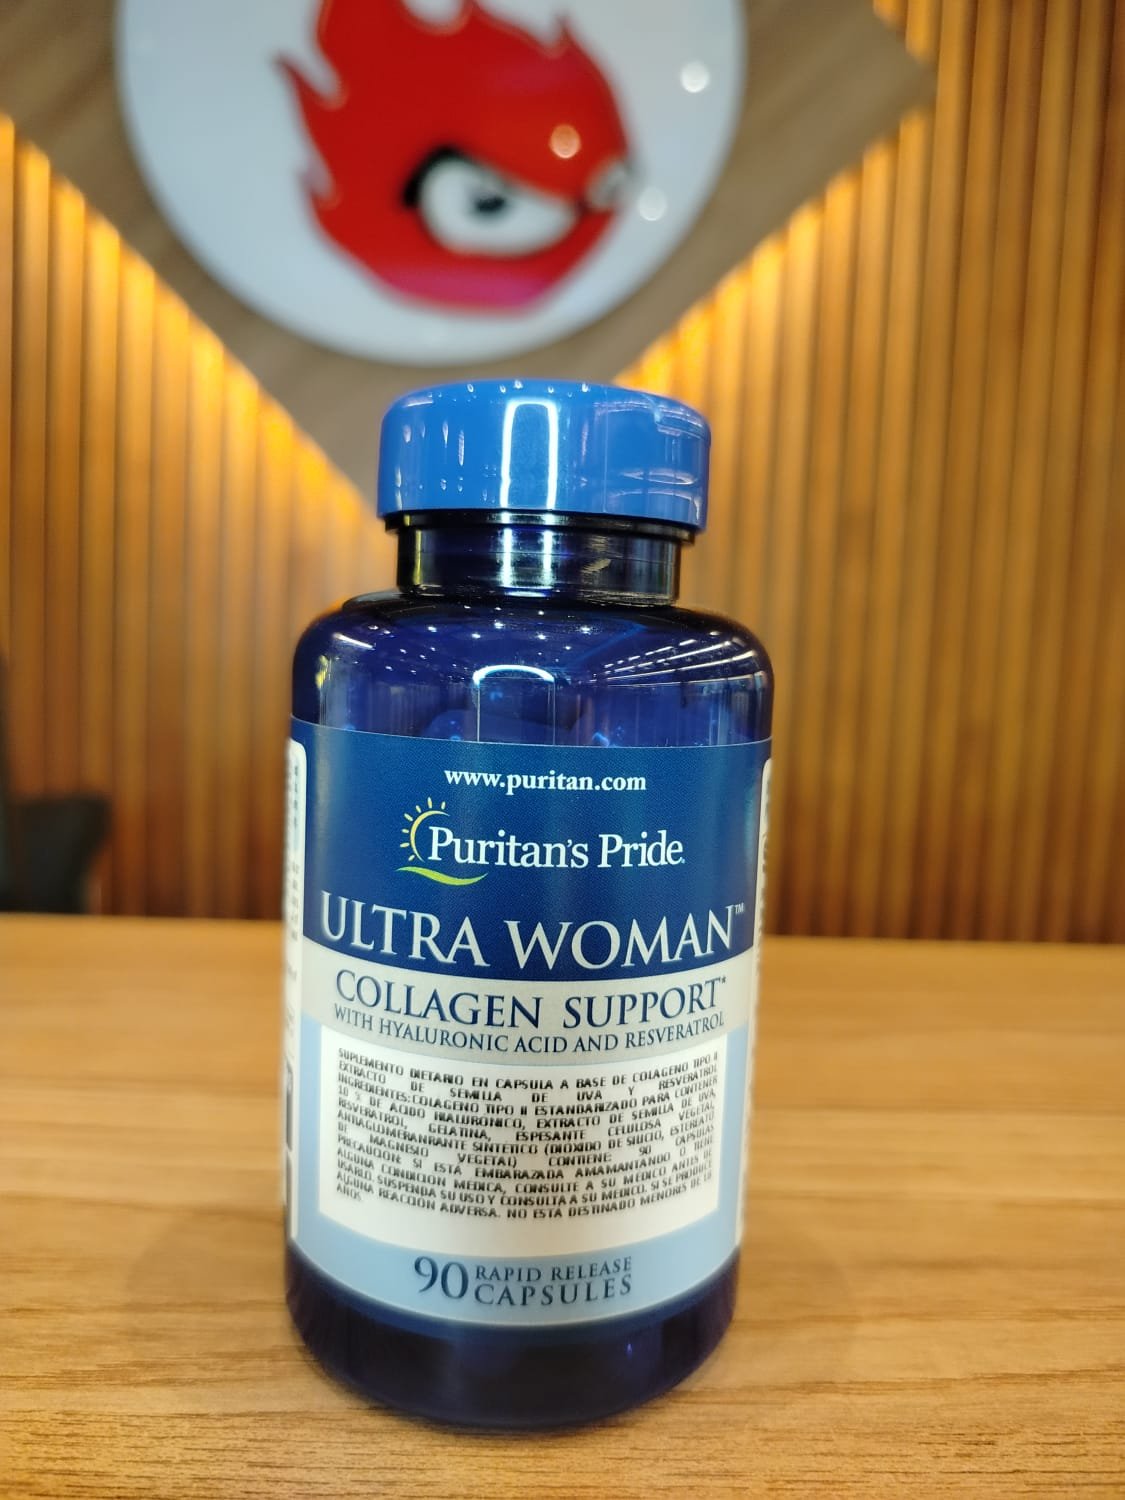 www.puritan.com
Puritan's Pride
ULTRA WOMAN™
COLLAGEN SUPPORT*
WITH HYALURONIC ACID AND RESVERATROL
SUPLEMENTO DIETARIO EN CAPSULA A BASE DE COLAGENO TIPO II
EXTRACTO DE SEMILLA DE UVA Y RESVERATROL
INGREDIENTES:COLAGENO TIPO II ESTANDARIZADO PARA CONTENER
10 % DE ACIDO HIALURONICO, EXTRACTO DE SEMILLA DE UVA,
RESVERATROL, GELATINA, ESPESANTE CELULOSA VEGETAL,
ANTIAGLOMERANRANTE SINTETICO (DIOXIDO DE SILICIO, ESTERATO
DE MAGNESIO VEGETAL) CONTIENE: 90 CAPSULAS
PRECAUCION: SI ESTÁ EMBARAZADA AMAMANTANDO O TIENE
ALGUNA CONDICION MEDICA, CONSULTE A SU MEDICO ANTES DE
USARLO. SUSPENDA SU USO Y CONSULTA A SU MEDICO. SI SE PRODUCE
ALGUNA REACCION ADVERSA. NO ESTÁ DESTINADO MENORES DE
AÑOS
90 RAPID RELEASE
CAPSULES